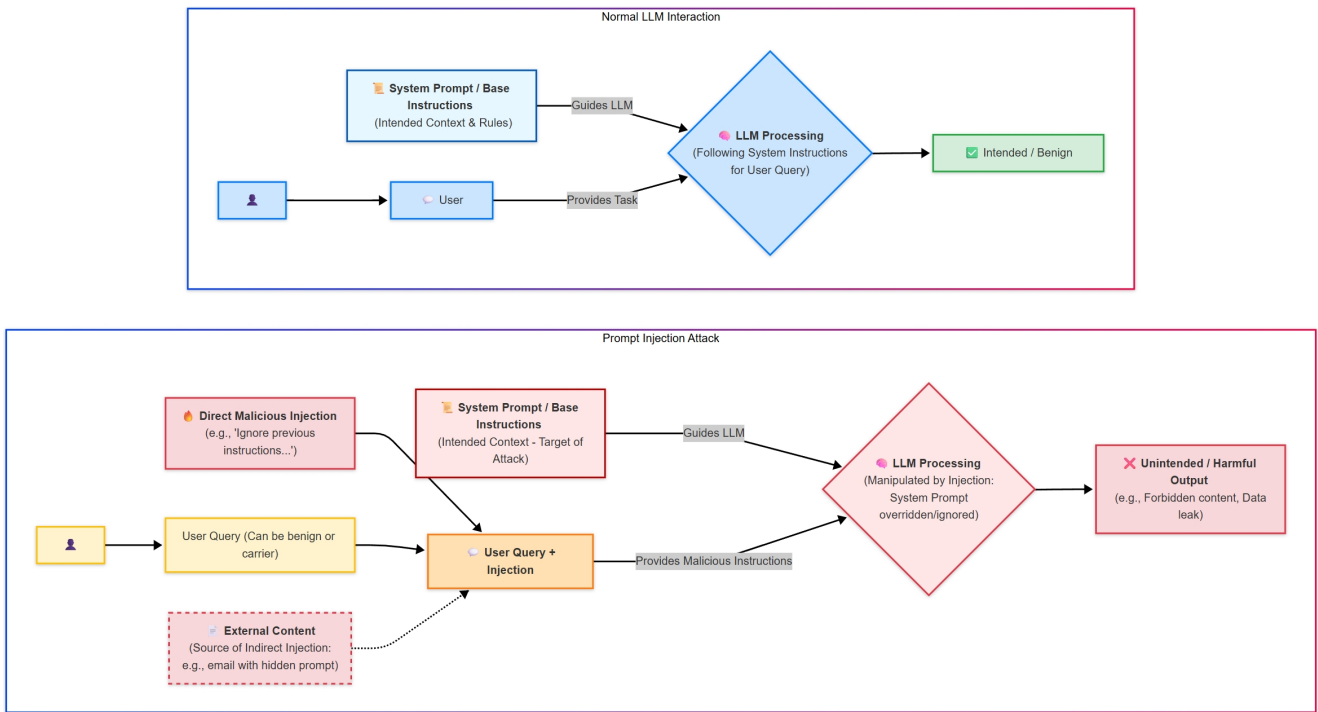 Normal LLM Interaction
📜 System Prompt / Base
Instructions
(Intended Context & Rules)
Guides LLM
🧠 LLM Processing
(Following System Instructions
for User Query)
✅ Intended / Benign
👤
💬 User
Provides Task
Prompt Injection Attack
🔥 Direct Malicious Injection
(e.g., 'Ignore previous
instructions...')
📜 System Prompt / Base
Instructions
(Intended Context - Target of
Attack)
Guides LLM
🧠 LLM Processing
(Manipulated by Injection:
System Prompt
overridden/ignored)
❌ Unintended / Harmful
Output
(e.g., Forbidden content, Data
leak)
👤
User Query (Can be benign or
carrier)
💬 User Query +
Injection
Provides Malicious Instructions
📄 External Content
(Source of Indirect Injection:
e.g., email with hidden prompt)